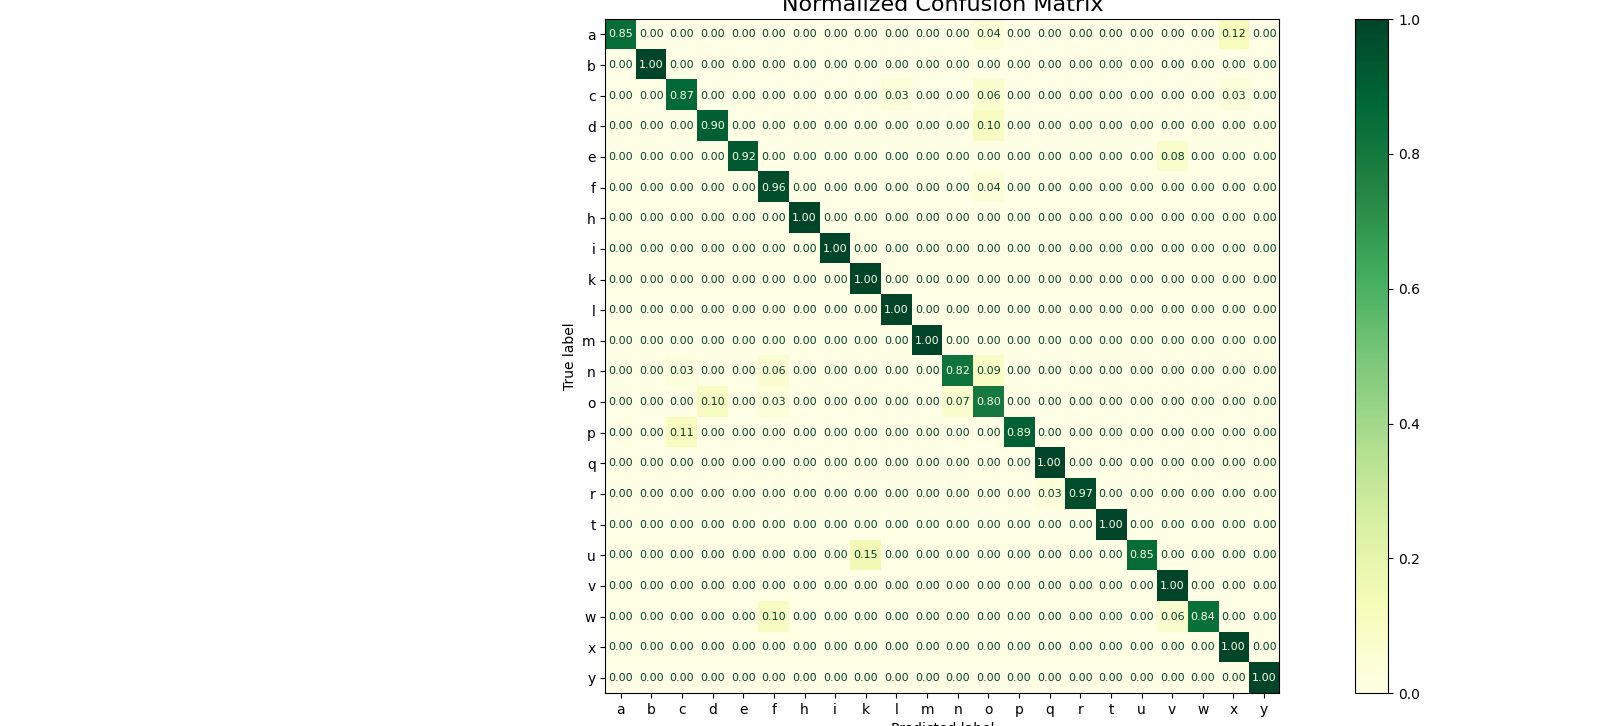 Normalized Confusion Matrix
a 0.85 0.00 0.00 0.00 0.00 0.00 0.00 0.00 0.00 0.00 0.00 0.00 0.04 0.00 0.00 0.00 0.00 0.00 0.00 0.00 0.12 0.00
b 0.00 1.00 0.00 0.00 0.00 0.00 0.00 0.00 0.00 0.00 0.00 0.00 0.00 0.00 0.00 0.00 0.00 0.00 0.00 0.00 0.00 0.00
c 0.00 0.00 0.87 0.00 0.00 0.00 0.00 0.00 0.00 0.03 0.00 0.00 0.06 0.00 0.00 0.00 0.00 0.00 0.00 0.00 0.03 0.00
d 0.00 0.00 0.00 0.90 0.00 0.00 0.00 0.00 0.00 0.00 0.00 0.00 0.10 0.00 0.00 0.00 0.00 0.00 0.00 0.00 0.00 0.00
e 0.00 0.00 0.00 0.00 0.92 0.00 0.00 0.00 0.00 0.00 0.00 0.00 0.00 0.00 0.00 0.00 0.00 0.00 0.08 0.00 0.00 0.00
f 0.00 0.00 0.00 0.00 0.00 0.96 0.00 0.00 0.00 0.00 0.00 0.00 0.04 0.00 0.00 0.00 0.00 0.00 0.00 0.00 0.00 0.00
h 0.00 0.00 0.00 0.00 0.00 0.00 1.00 0.00 0.00 0.00 0.00 0.00 0.00 0.00 0.00 0.00 0.00 0.00 0.00 0.00 0.00 0.00
i 0.00 0.00 0.00 0.00 0.00 0.00 0.00 1.00 0.00 0.00 0.00 0.00 0.00 0.00 0.00 0.00 0.00 0.00 0.00 0.00 0.00 0.00
k 0.00 0.00 0.00 0.00 0.00 0.00 0.00 0.00 1.00 0.00 0.00 0.00 0.00 0.00 0.00 0.00 0.00 0.00 0.00 0.00 0.00 0.00
l 0.00 0.00 0.00 0.00 0.00 0.00 0.00 0.00 0.00 1.00 0.00 0.00 0.00 0.00 0.00 0.00 0.00 0.00 0.00 0.00 0.00 0.00
m 0.00 0.00 0.00 0.00 0.00 0.00 0.00 0.00 0.00 0.00 1.00 0.00 0.00 0.00 0.00 0.00 0.00 0.00 0.00 0.00 0.00 0.00
n 0.00 0.00 0.03 0.00 0.00 0.06 0.00 0.00 0.00 0.00 0.00 0.82 0.09 0.00 0.00 0.00 0.00 0.00 0.00 0.00 0.00 0.00
o 0.00 0.00 0.00 0.10 0.00 0.03 0.00 0.00 0.00 0.00 0.00 0.07 0.80 0.00 0.00 0.00 0.00 0.00 0.00 0.00 0.00 0.00
p 0.00 0.00 0.11 0.00 0.00 0.00 0.00 0.00 0.00 0.00 0.00 0.00 0.00 0.89 0.00 0.00 0.00 0.00 0.00 0.00 0.00 0.00
q 0.00 0.00 0.00 0.00 0.00 0.00 0.00 0.00 0.00 0.00 0.00 0.00 0.00 0.00 1.00 0.00 0.00 0.00 0.00 0.00 0.00 0.00
r 0.00 0.00 0.00 0.00 0.00 0.00 0.00 0.00 0.00 0.00 0.00 0.00 0.00 0.00 0.03 0.97 0.00 0.00 0.00 0.00 0.00 0.00
t 0.00 0.00 0.00 0.00 0.00 0.00 0.00 0.00 0.00 0.00 0.00 0.00 0.00 0.00 0.00 0.00 1.00 0.00 0.00 0.00 0.00 0.00
u 0.00 0.00 0.00 0.00 0.00 0.00 0.00 0.00 0.15 0.00 0.00 0.00 0.00 0.00 0.00 0.00 0.00 0.85 0.00 0.00 0.00 0.00
v 0.00 0.00 0.00 0.00 0.00 0.00 0.00 0.00 0.00 0.00 0.00 0.00 0.00 0.00 0.00 0.00 0.00 0.00 1.00 0.00 0.00 0.00
w 0.00 0.00 0.00 0.00 0.00 0.10 0.00 0.00 0.00 0.00 0.00 0.00 0.00 0.00 0.00 0.00 0.00 0.00 0.06 0.84 0.00 0.00
x 0.00 0.00 0.00 0.00 0.00 0.00 0.00 0.00 0.00 0.00 0.00 0.00 0.00 0.00 0.00 0.00 0.00 0.00 0.00 0.00 1.00 0.00
y 0.00 0.00 0.00 0.00 0.00 0.00 0.00 0.00 0.00 0.00 0.00 0.00 0.00 0.00 0.00 0.00 0.00 0.00 0.00 0.00 0.00 1.00
a b c d e f h i k l m n o p q r t u v w x y
Predicted label
True label
1.0
0.8
0.6
0.4
0.2
0.0